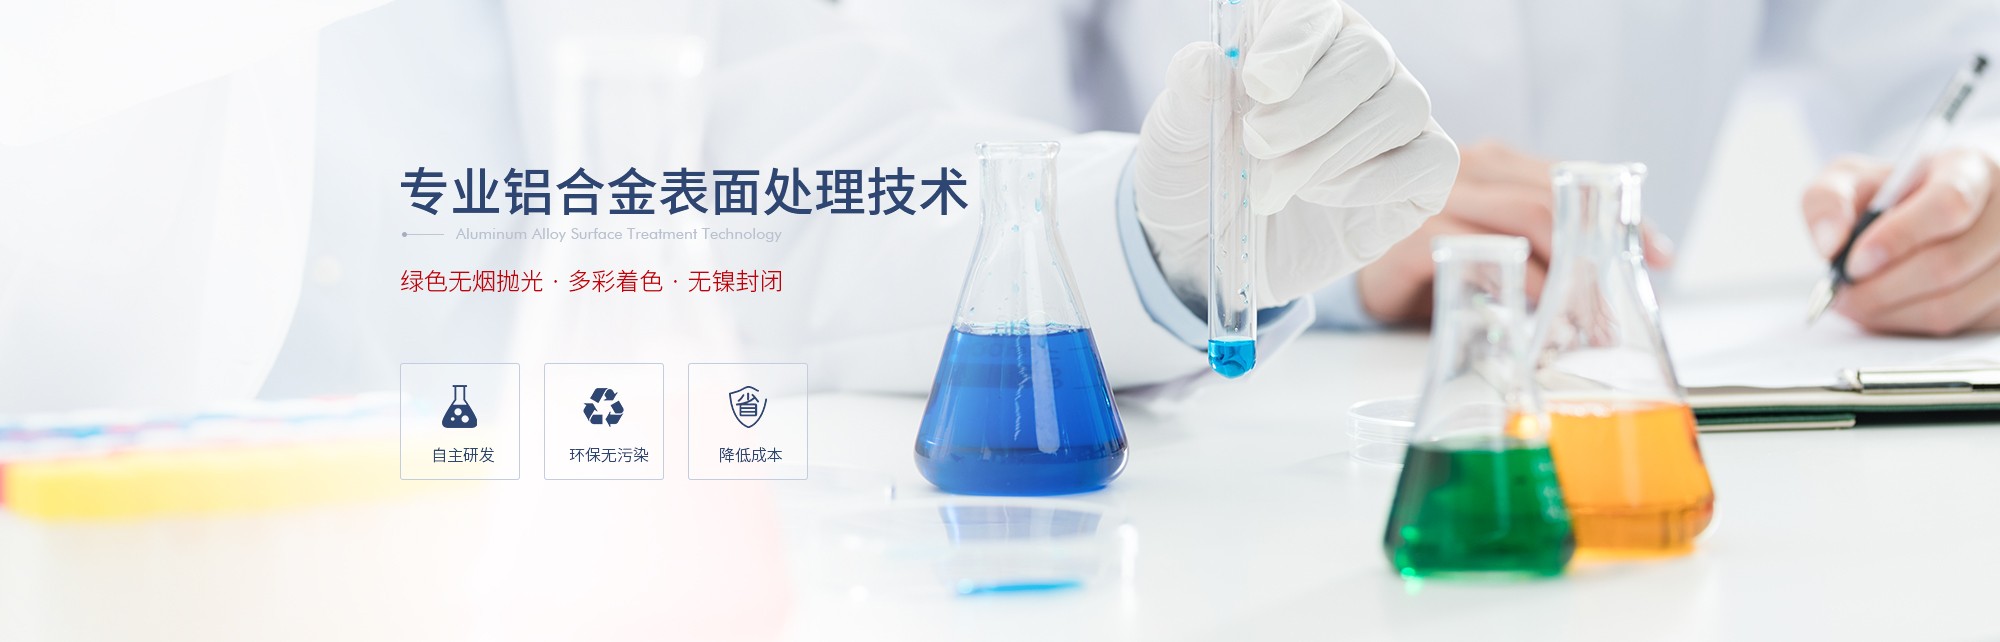 专业铝合金表面处理技术
Aluminum Alloy Surface Treatment Technology
绿色无烟抛光 · 多彩着色 · 无镍封闭
省
自主研发
环保无污染
降低成本